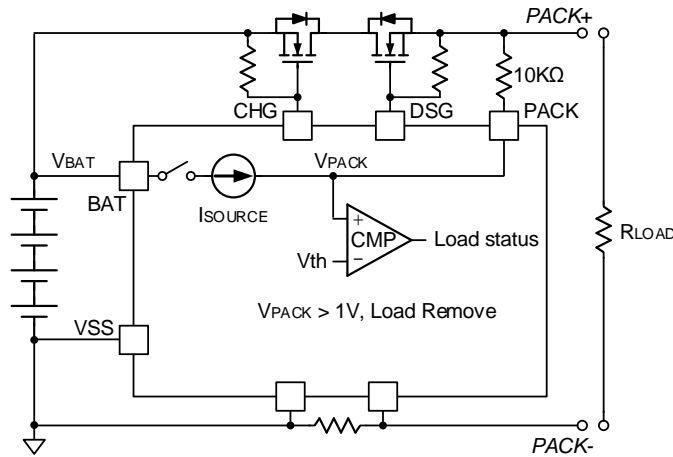 PACK+
10KΩ
CHG
DSG
PACK
VBAT
VPACK
BAT
ISOURCE
+
CMP
Load status
RLOAD
Vth
−
VPACK > 1V, Load Remove
VSS
PACK-